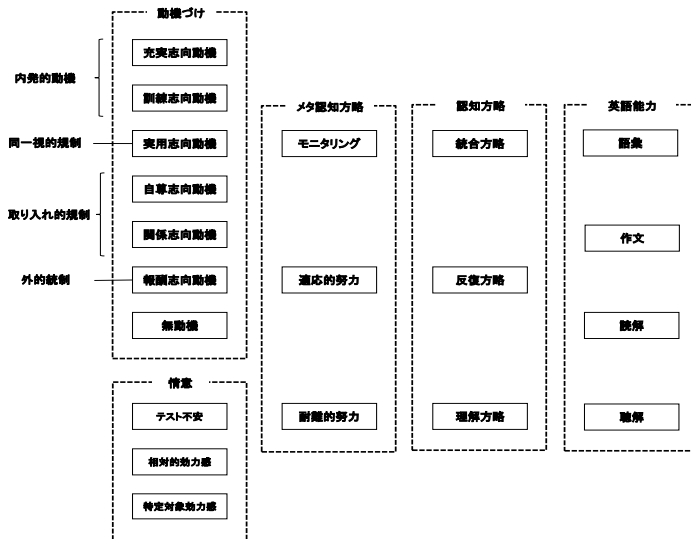 動機づけ
内発的動機
充実志向動機
訓練志向動機
同一視的規制
実用志向動機
取り入れ的規制
自尊志向動機
関係志向動機
外的統制
報酬志向動機
無動機
情意
テスト不安
相対的効力感
特定対象効力感
メタ認知方略
モニタリング
適応的努力
耐難的努力
認知方略
統合方略
反復方略
理解方略
英語能力
語彙
作文
読解
聴解